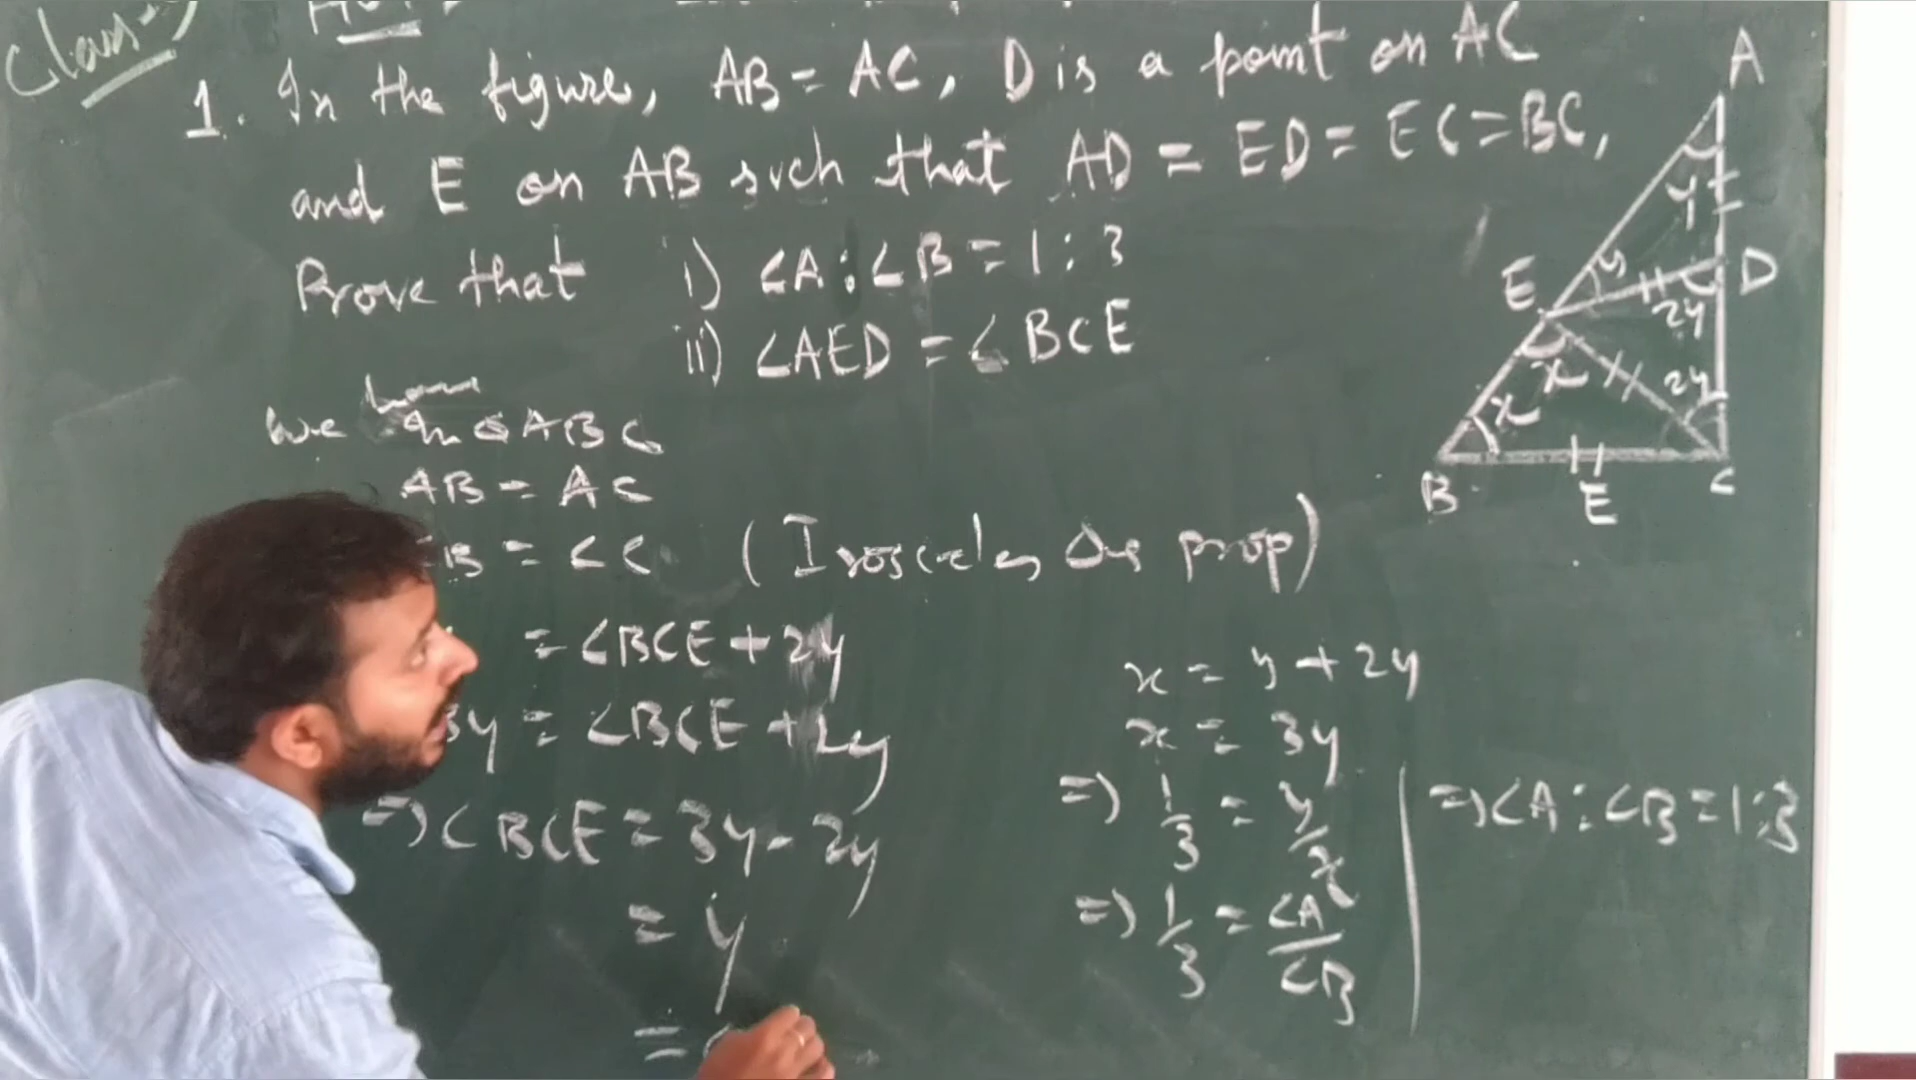 Class-
1. In the figure, AB = AC, D is a point on AC
and E on AB such that AD = ED = EC = BC,
Prove that i) ∠A : ∠B = 1 : 3
ii) ∠AED = ∠BCE
We have
In △ABC
AB = AC
∠B = ∠C (Isosceles △le prop)
= ∠BCE + 2y
3y = ∠BCE + 2y
=> ∠BCE = 3y - 2y
= y
=
x = y + 2y
x = 3y
=> 1/3 = y/x
=> 1/3 = ∠A/∠B
=> ∠A : ∠B = 1 : 3
A
y
E y D
2y
x 2y
x
B E C